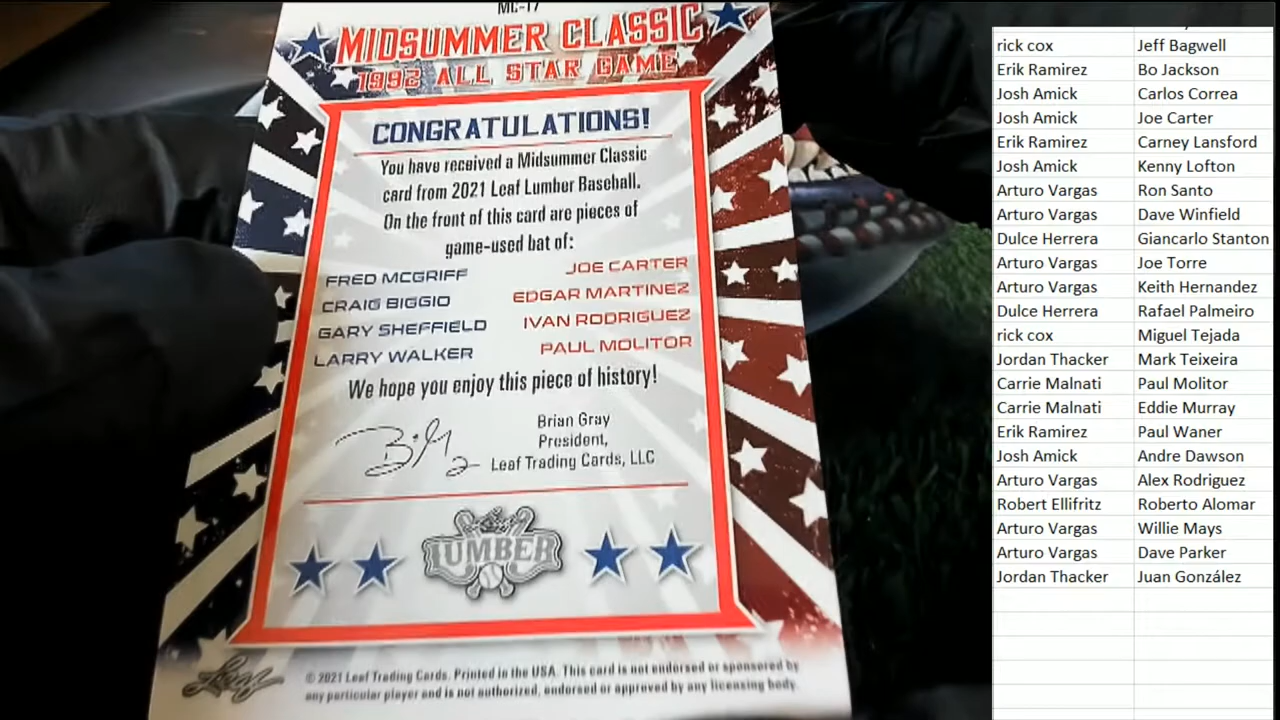 MC-17
MIDSUMMER CLASSIC
1992 ALL STAR GAME
CONGRATULATIONS!
You have received a Midsummer Classic
card from 2021 Leaf Lumber Baseball.
On the front of this card are pieces of
game-used bat of:
FRED MCGRIFF JOE CARTER
CRAIG BIGGIO EDGAR MARTINEZ
GARY SHEFFIELD IVAN RODRIGUEZ
LARRY WALKER PAUL MOLITOR
We hope you enjoy this piece of history!
Brian Gray
President,
Leaf Trading Cards, LLC
Leaf
LUMBER
Leaf
© 2021 Leaf Trading Cards. Printed in the USA. This card is not endorsed or sponsored by
any particular player and is not authorized, endorsed or approved by any licensing body.
rick cox Jeff Bagwell
Erik Ramirez Bo Jackson
Josh Amick Carlos Correa
Josh Amick Joe Carter
Erik Ramirez Carney Lansford
Josh Amick Kenny Lofton
Arturo Vargas Ron Santo
Arturo Vargas Dave Winfield
Dulce Herrera Giancarlo Stanton
Arturo Vargas Joe Torre
Arturo Vargas Keith Hernandez
Dulce Herrera Rafael Palmeiro
rick cox Miguel Tejada
Jordan Thacker Mark Teixeira
Carrie Malnati Paul Molitor
Carrie Malnati Eddie Murray
Erik Ramirez Paul Waner
Josh Amick Andre Dawson
Arturo Vargas Alex Rodriguez
Robert Ellifritz Roberto Alomar
Arturo Vargas Willie Mays
Arturo Vargas Dave Parker
Jordan Thacker Juan González